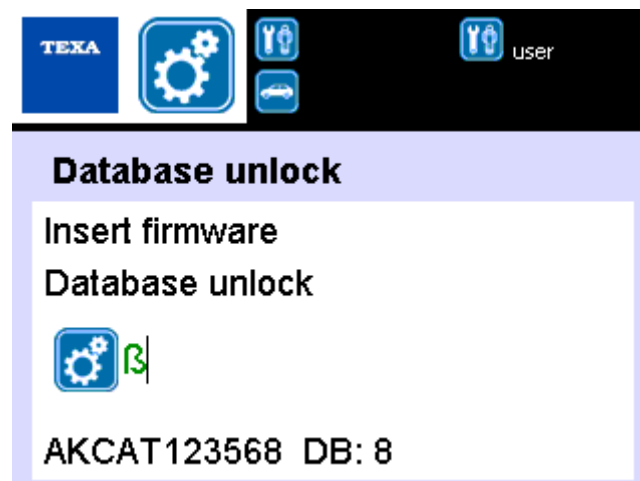 TEXA
user
Database unlock
Insert firmware
Database unlock
ß
AKCAT123568 DB: 8